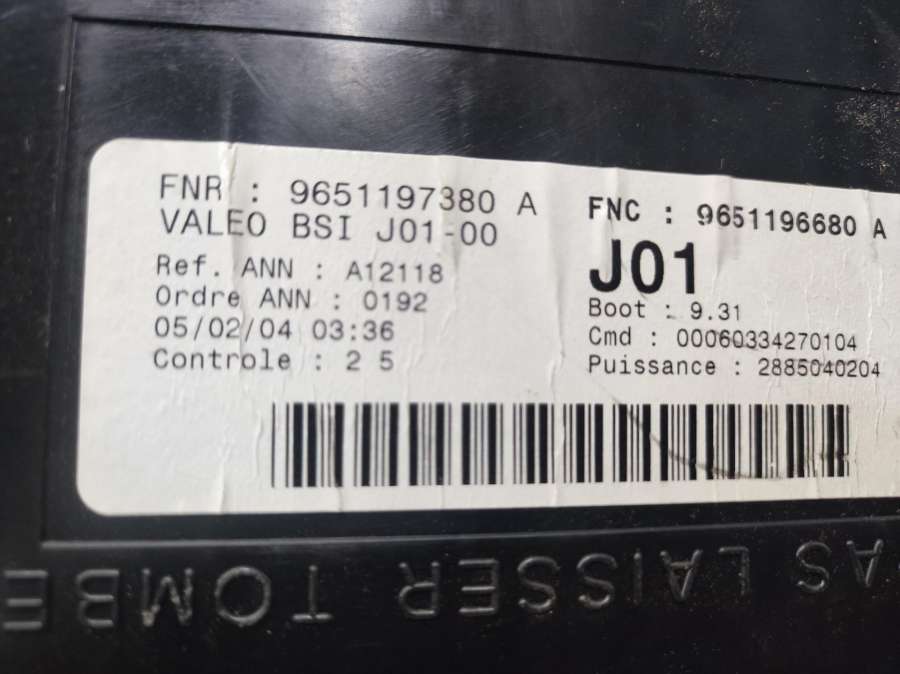 FNR : 9651197380 A
VALEO BSI J01-00
Ref. ANN : A12118
Ordre ANN : 0192
05/02/04 03:36
Controle : 2 5
FNC : 9651196680 A
J01
Boot : 9.31
Cmd : 00060334270104
Puissance : 2885040204
PAS LAISSER TOMBE